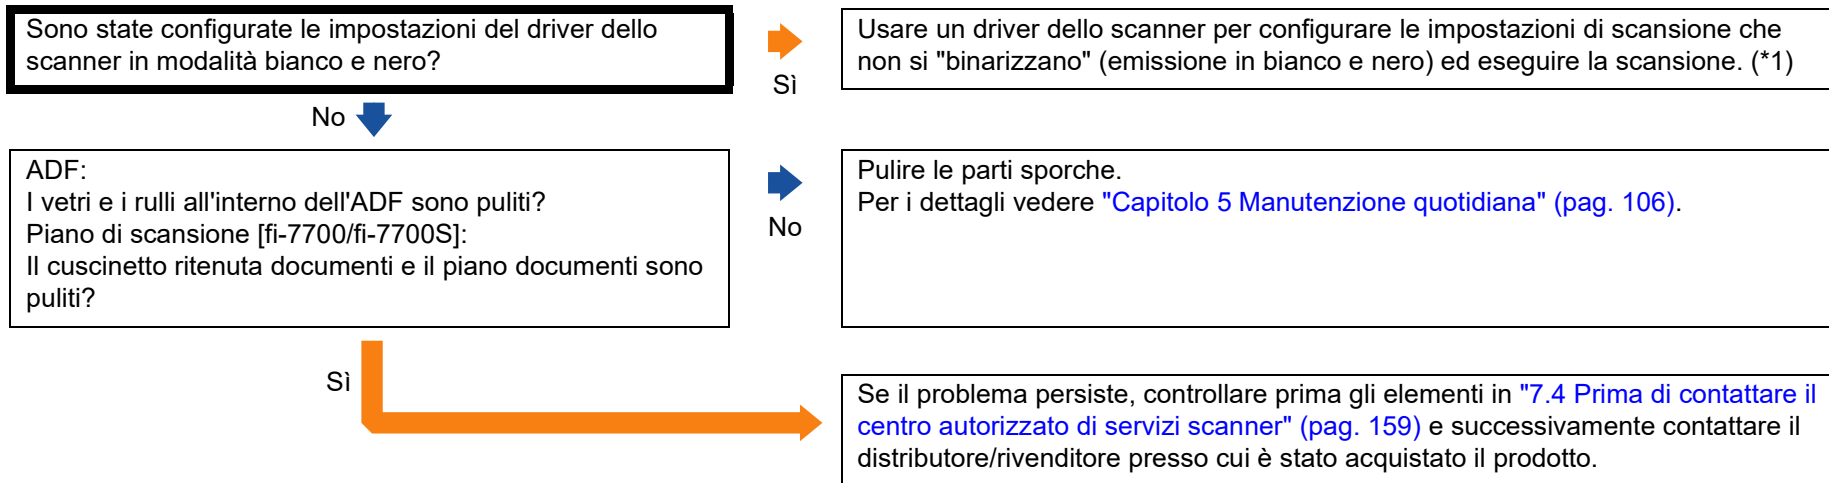 Sono state configurate le impostazioni del driver dello
scanner in modalità bianco e nero?
Sì
Usare un driver dello scanner per configurare le impostazioni di scansione che
non si "binarizzano" (emissione in bianco e nero) ed eseguire la scansione. (*1)
No
ADF:
I vetri e i rulli all'interno dell'ADF sono puliti?
Piano di scansione [fi-7700/fi-7700S]:
Il cuscinetto ritenuta documenti e il piano documenti sono
puliti?
No
Pulire le parti sporche.
Per i dettagli vedere "Capitolo 5 Manutenzione quotidiana" (pag. 106).
Sì
Se il problema persiste, controllare prima gli elementi in "7.4 Prima di contattare il
centro autorizzato di servizi scanner" (pag. 159) e successivamente contattare il
distributore/rivenditore presso cui è stato acquistato il prodotto.